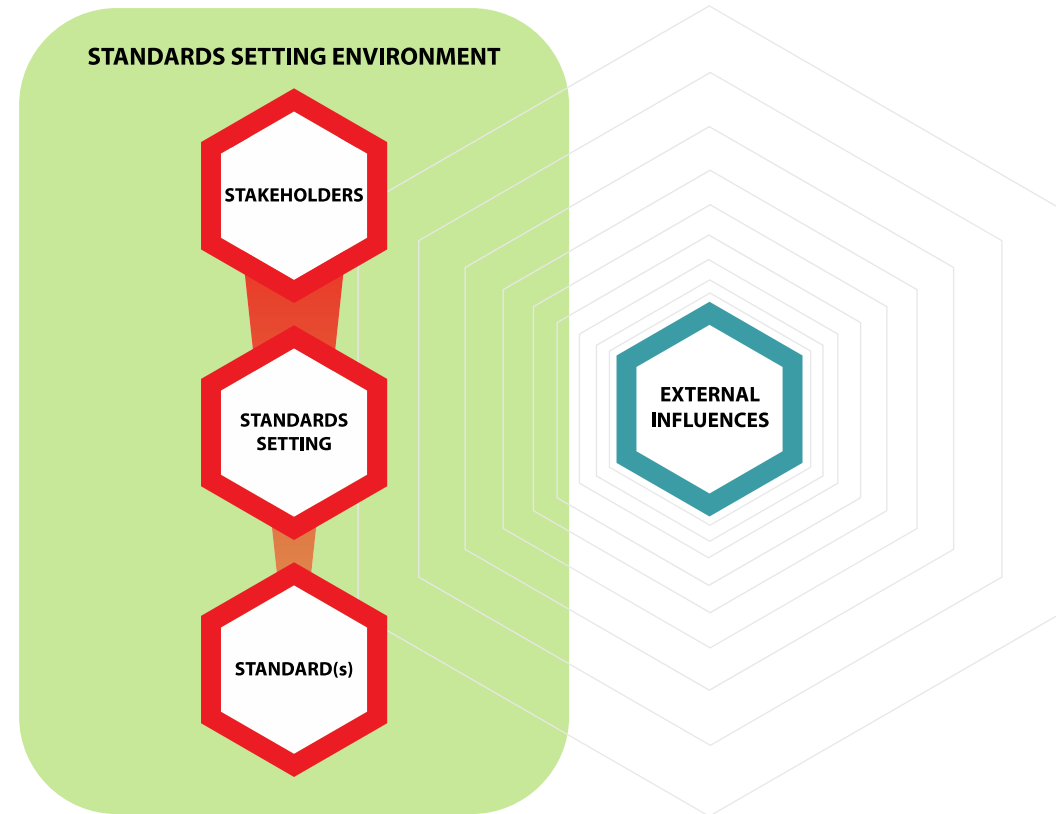 STANDARDS SETTING ENVIRONMENT
STAKEHOLDERS
STANDARDS
SETTING
EXTERNAL
INFLUENCES
STANDARD(s)